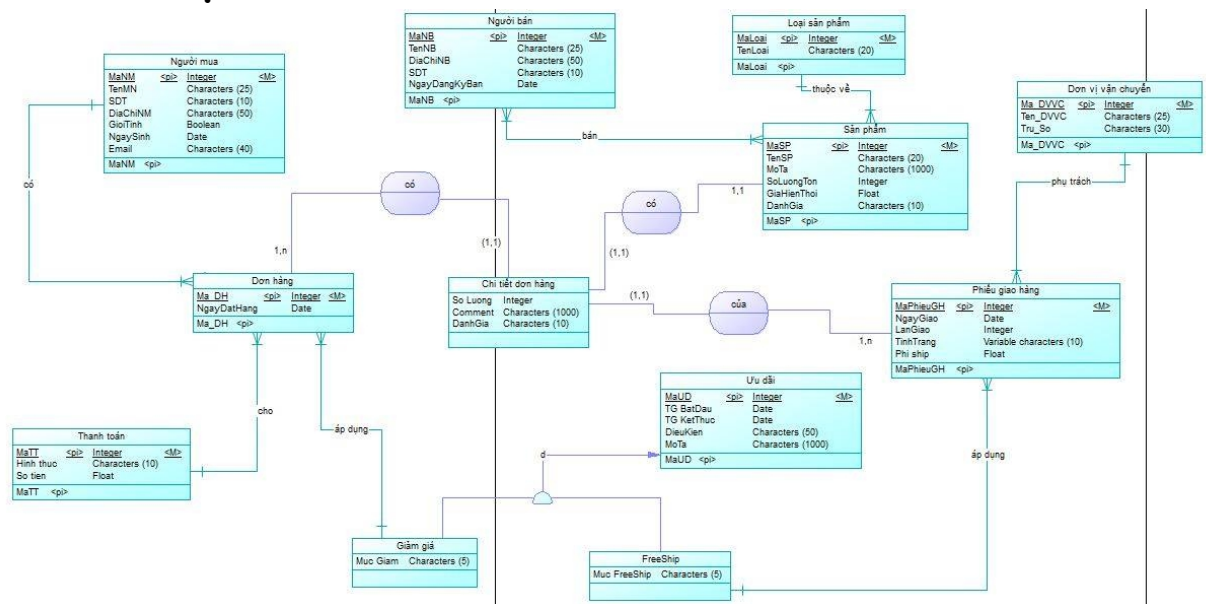 Người bán
MaNB <pi> Integer <M>
TenNB Characters (25)
DiaChiNB Characters (50)
SDT Characters (10)
NgayDangKyBan Date
MaNB <pi>
Loại sản phẩm
MaLoai <pi> Integer <M>
TenLoai Characters (20)
MaLoai <pi>
Người mua
MaNM <pi> Integer <M>
TenMN Characters (25)
SDT Characters (10)
DiaChiNM Characters (50)
GioiTinh Boolean
NgaySinh Date
Email Characters (40)
MaNM <pi>
Đơn vị vận chuyển
Ma_DVVC <pi> Integer <M>
Ten_DVVC Characters (25)
Tru_So Characters (30)
Ma_DVVC <pi>
thuộc về
bán
Sản phẩm
MaSP <pi> Integer <M>
TenSP Characters (20)
MoTa Characters (1000)
SoLuongTon Integer
GiaHienThoi Float
DanhGia Characters (10)
MaSP <pi>
có
có
có
phụ trách
1,1
1,n
(1,1)
(1,1)
Đơn hàng
Ma_DH <pi> Integer <M>
NgayDatHang Date
Ma_DH <pi>
Chi tiết đơn hàng
So Luong Integer
Comment Characters (1000)
DanhGia Characters (10)
(1,1)
của
1,n
Phiếu giao hàng
MaPhieuGH <pi> Integer <M>
NgayGiao Date
LanGiao Integer
TinhTrang Variable characters (10)
Phi ship Float
MaPhieuGH <pi>
Ưu đãi
MaUD <pi> Integer <M>
TG BatDau Date
TG KetThuc Date
DieuKien Characters (50)
MoTa Characters (1000)
MaUD <pi>
cho
áp dụng
d
áp dụng
Thanh toán
MaTT <pi> Integer <M>
Hinh thuc Characters (10)
So tien Float
MaTT <pi>
Giảm giá
Muc Giam Characters (5)
FreeShip
Muc FreeShip Characters (5)